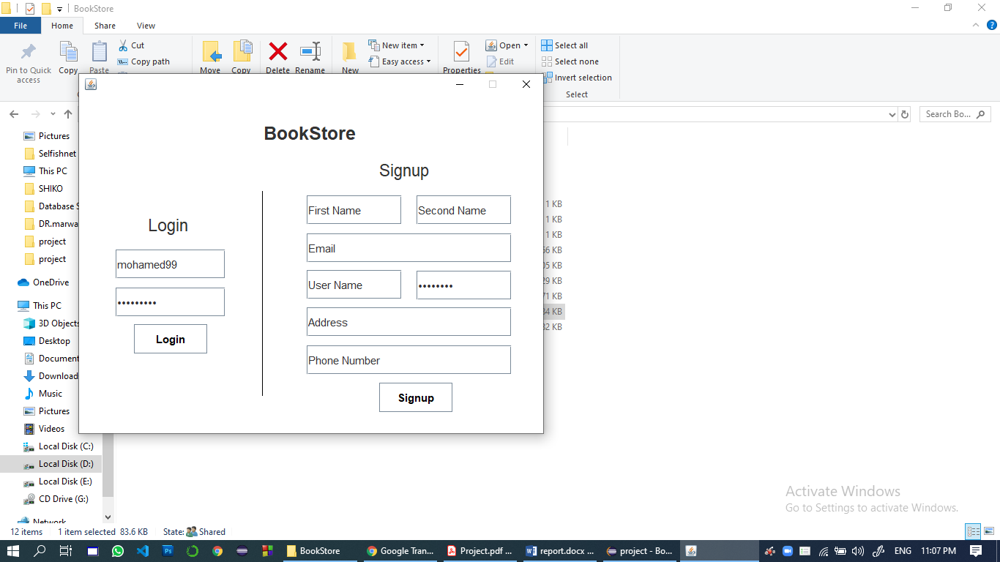 BookStore
File Home Share View
Pin to Quick access
Copy
Paste
Cut
Copy path
Move
Copy
Delete
Rename
New
New item
Easy access
Properties
Open
Edit
Select all
Select none
Invert selection
Select
Search Bo...
Pictures
Selfishnet
This PC
SHIKO
Database S
DR.marwa
project
project
OneDrive
This PC
3D Objects
Desktop
Document
Download
Music
Pictures
Videos
Local Disk (C:)
Local Disk (D:)
Local Disk (E:)
CD Drive (G:)
Network
BookStore
Login
mohamed99
•••••••••
Login
Signup
First Name Second Name
Email
User Name ••••••••
Address
Phone Number
Signup
1 KB
1 KB
1 KB
KB
KB
29 KB
71 KB
KB
KB
Activate Windows
Go to Settings to activate Windows.
12 items 1 item selected 83.6 KB State: Shared
BookStore Google Tran... Project.pdf ... report.docx ... project - Bo... ENG 11:07 PM